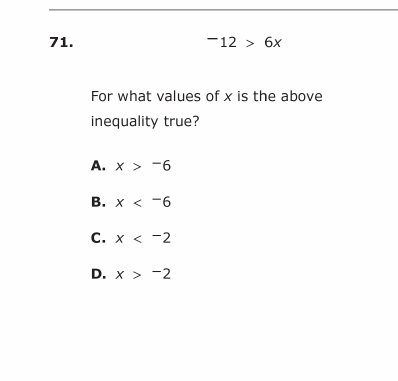 71. ⁻12 > 6x
For what values of x is the above
inequality true?
A. x > ⁻6
B. x < ⁻6
C. x < ⁻2
D. x > ⁻2